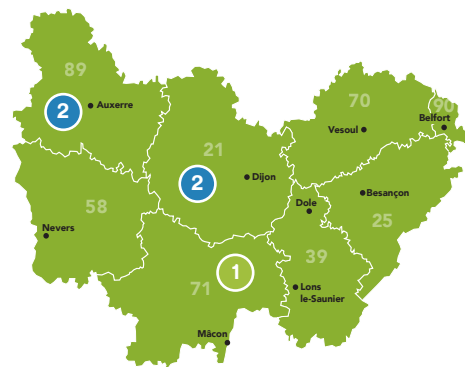 89
2
Auxerre
70
90
Belfort
Vesoul
21
2
Dijon
58
Nevers
Besançon
Dole
25
39
1
71
Lons
le-Saunier
Mâcon